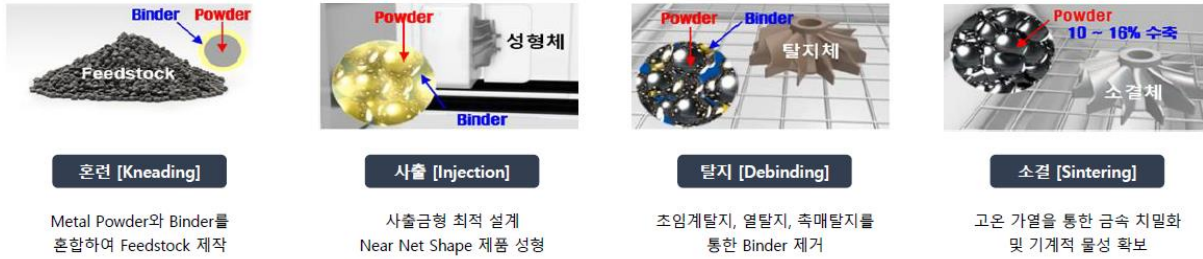 Binder Powder
Feedstock
혼련 [Kneading]
Metal Powder와 Binder를
혼합하여 Feedstock 제작
Powder
성형체
Binder
사출 [Injection]
사출금형 최적 설계
Near Net Shape 제품 성형
Powder Binder
탈지체
탈지 [Debinding]
초임계탈지, 열탈지, 촉매탈지를
통한 Binder 제거
Powder
10 ~ 16% 수축
소결체
소결 [Sintering]
고온 가열을 통한 금속 치밀화
및 기계적 물성 확보